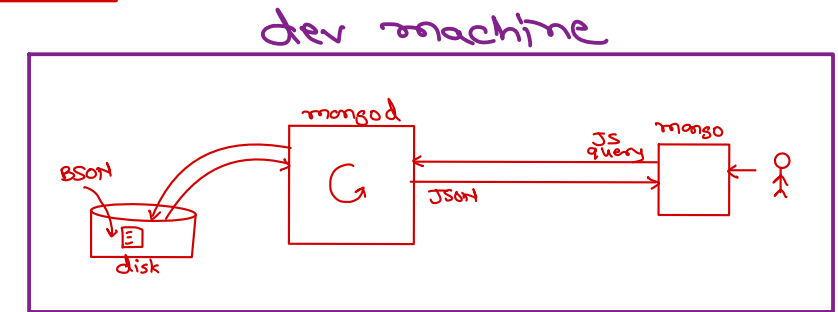 dev machine
mongod
mongo
JS
query
BSON
JSON
disk